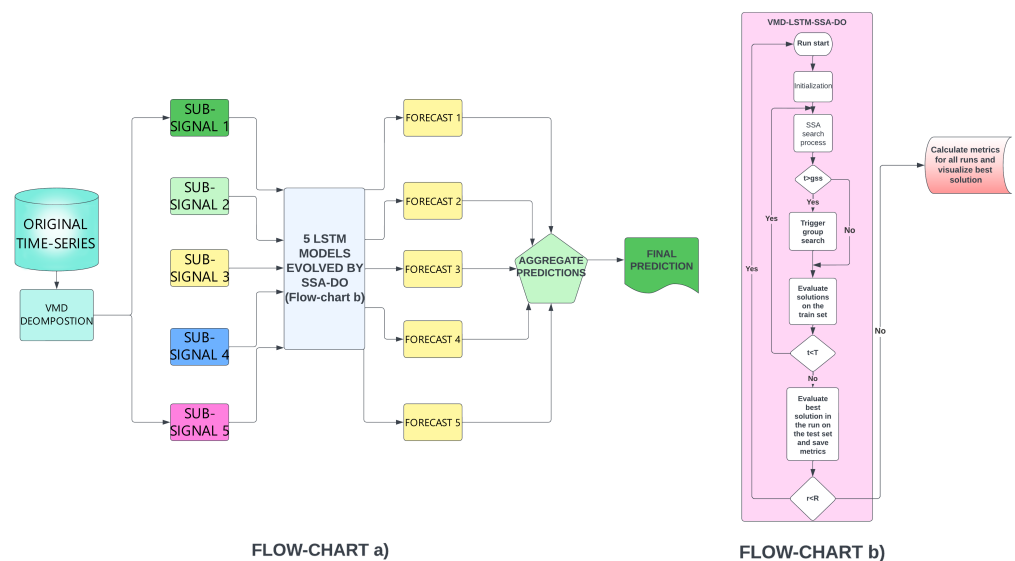 ORIGINAL
TIME-SERIES
VMD
DEOMPOSTION
SUB-
SIGNAL 1
SUB-
SIGNAL 2
SUB-
SIGNAL 3
SUB-
SIGNAL 4
SUB-
SIGNAL 5
5 LSTM
MODELS
EVOLVED BY
SSA-DO
(Flow-chart b)
FORECAST 1
FORECAST 2
FORECAST 3
FORECAST 4
FORECAST 5
AGGREGATE
PREDICTIONS
FINAL
PREDICTION
FLOW-CHART a)
VMD-LSTM-SSA-DO
Run start
Initialization
SSA
search
process
t>gss
Yes
Trigger
group
search
No
Yes
Evaluate
solutions
on the
train set
t<T
No
Evaluate
best
solution in
the run on
the test set
and save
metrics
r<R
Yes
No
Calculate metrics
for all runs and
visualize best
solution
FLOW-CHART b)